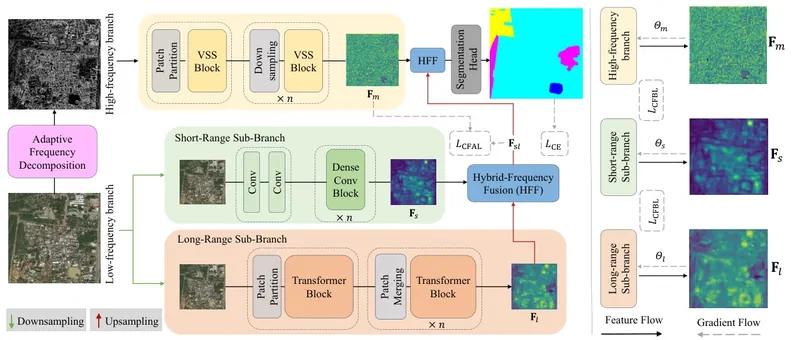 High-frequency branch
Patch
Partition
VSS
Block
Down
sampling
VSS
Block
× n
F_m
HFF
Segmentation
Head
Adaptive
Frequency
Decomposition
Short-Range Sub-Branch
Conv
Conv
Dense
Conv
Block
× n
F_s
L_CFAL
F_sl
L_CE
Hybrid-Frequency
Fusion (HFF)
Low-frequency branch
Long-Range Sub-Branch
Patch
Partition
Transformer
Block
Patch
Merging
Transformer
Block
× n
F_l
↓ Downsampling
↑ Upsampling
High-frequency
branch
Θ_m
F_m
L_CFBL
Short-range
Sub-branch
Θ_s
F_s
L_CFBL
Long-range
Sub-branch
Θ_l
F_l
Feature Flow
Gradient Flow